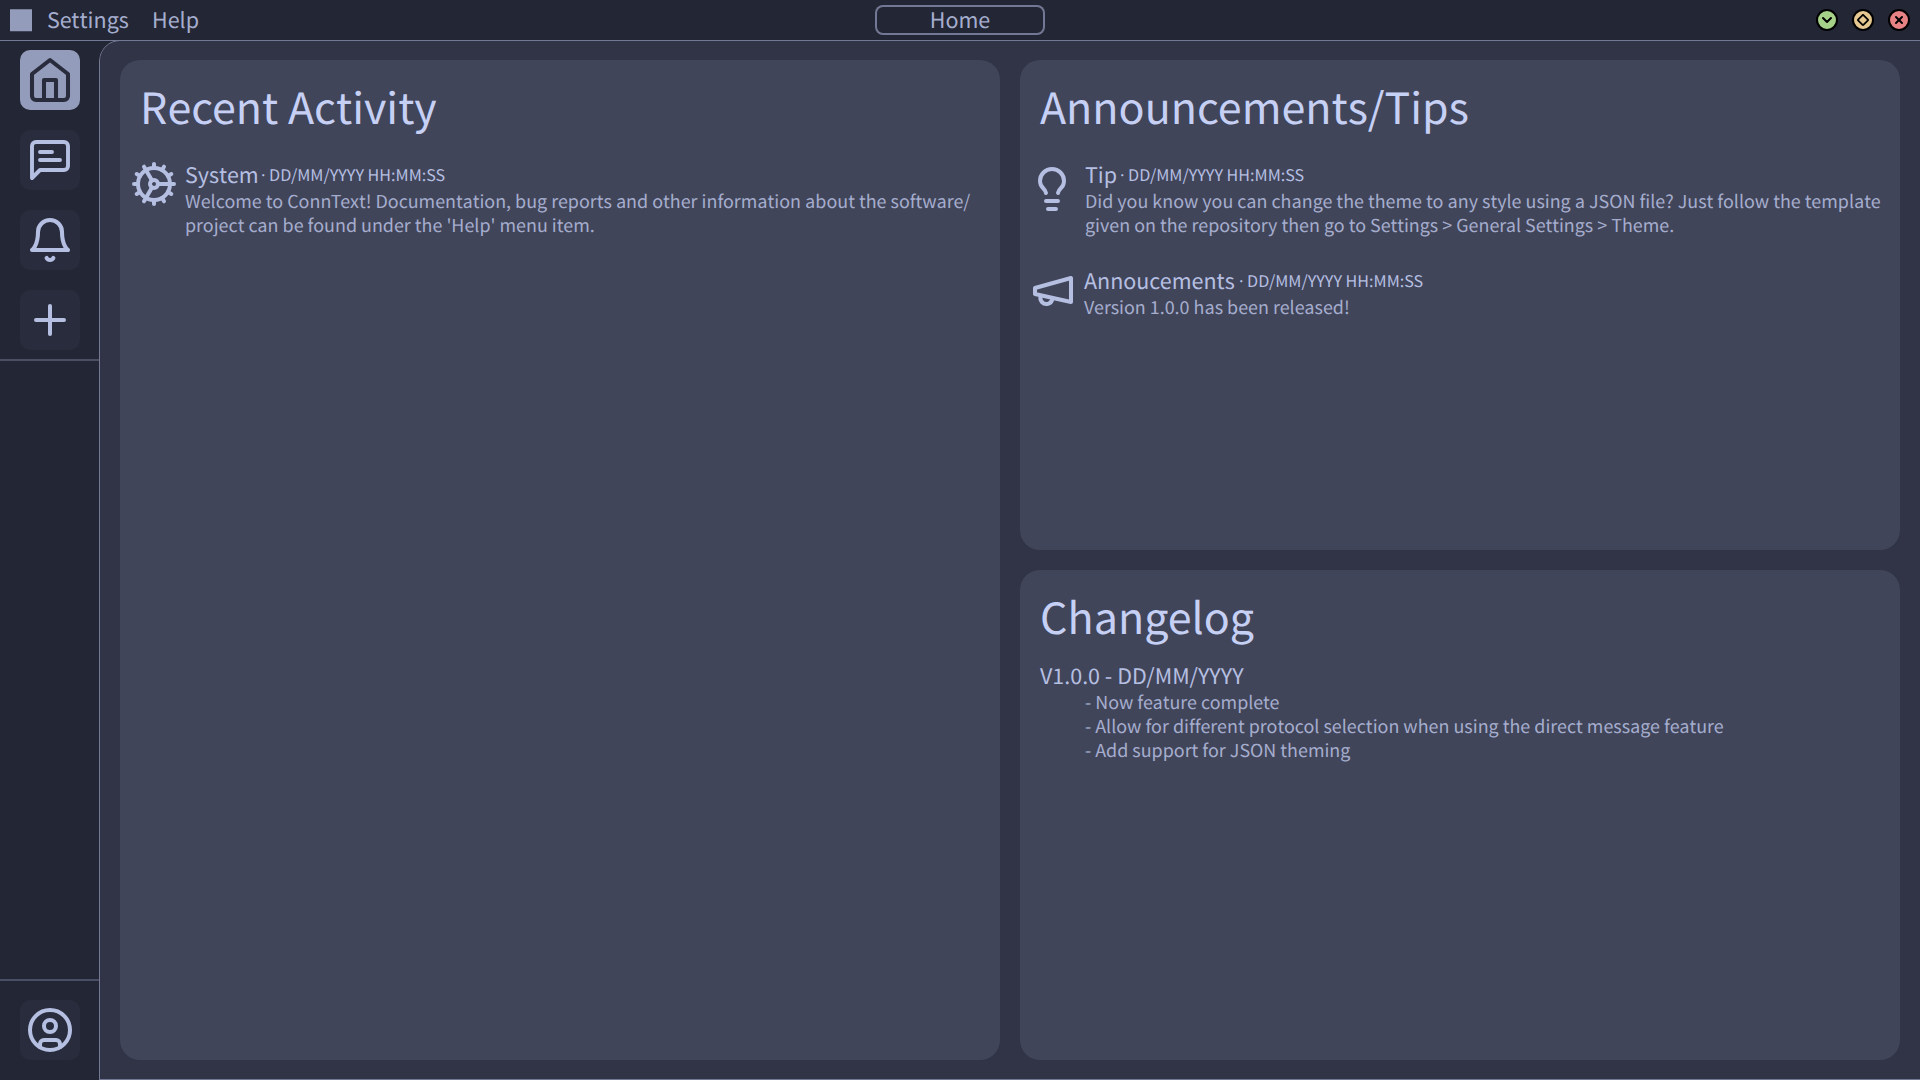 Settings Help Home
Recent Activity
System · DD/MM/YYYY HH:MM:SS
Welcome to ConnText! Documentation, bug reports and other information about the software/
project can be found under the 'Help' menu item.
Announcements/Tips
Tip · DD/MM/YYYY HH:MM:SS
Did you know you can change the theme to any style using a JSON file? Just follow the template
given on the repository then go to Settings > General Settings > Theme.
Annoucements · DD/MM/YYYY HH:MM:SS
Version 1.0.0 has been released!
Changelog
V1.0.0 - DD/MM/YYYY
- Now feature complete
- Allow for different protocol selection when using the direct message feature
- Add support for JSON theming